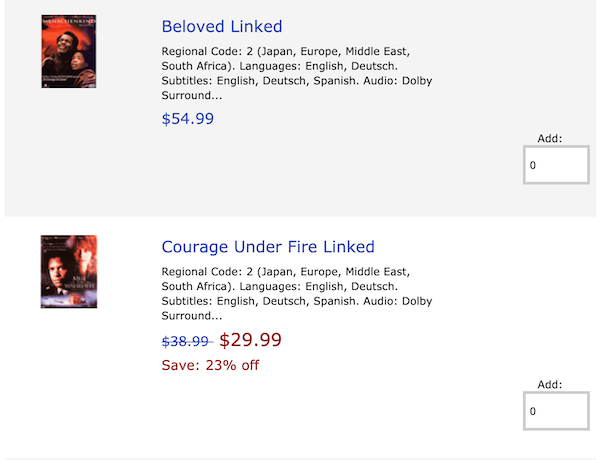 MENSCHENKIND
Beloved Linked
Regional Code: 2 (Japan, Europe, Middle East,
South Africa). Languages: English, Deutsch.
Subtitles: English, Deutsch, Spanish. Audio: Dolby
Surround...
$54.99
Add:
0
Courage Under Fire Linked
Regional Code: 2 (Japan, Europe, Middle East,
South Africa). Languages: English, Deutsch.
Subtitles: English, Deutsch, Spanish. Audio: Dolby
Surround...
$38.99 $29.99
Save: 23% off
Add:
0